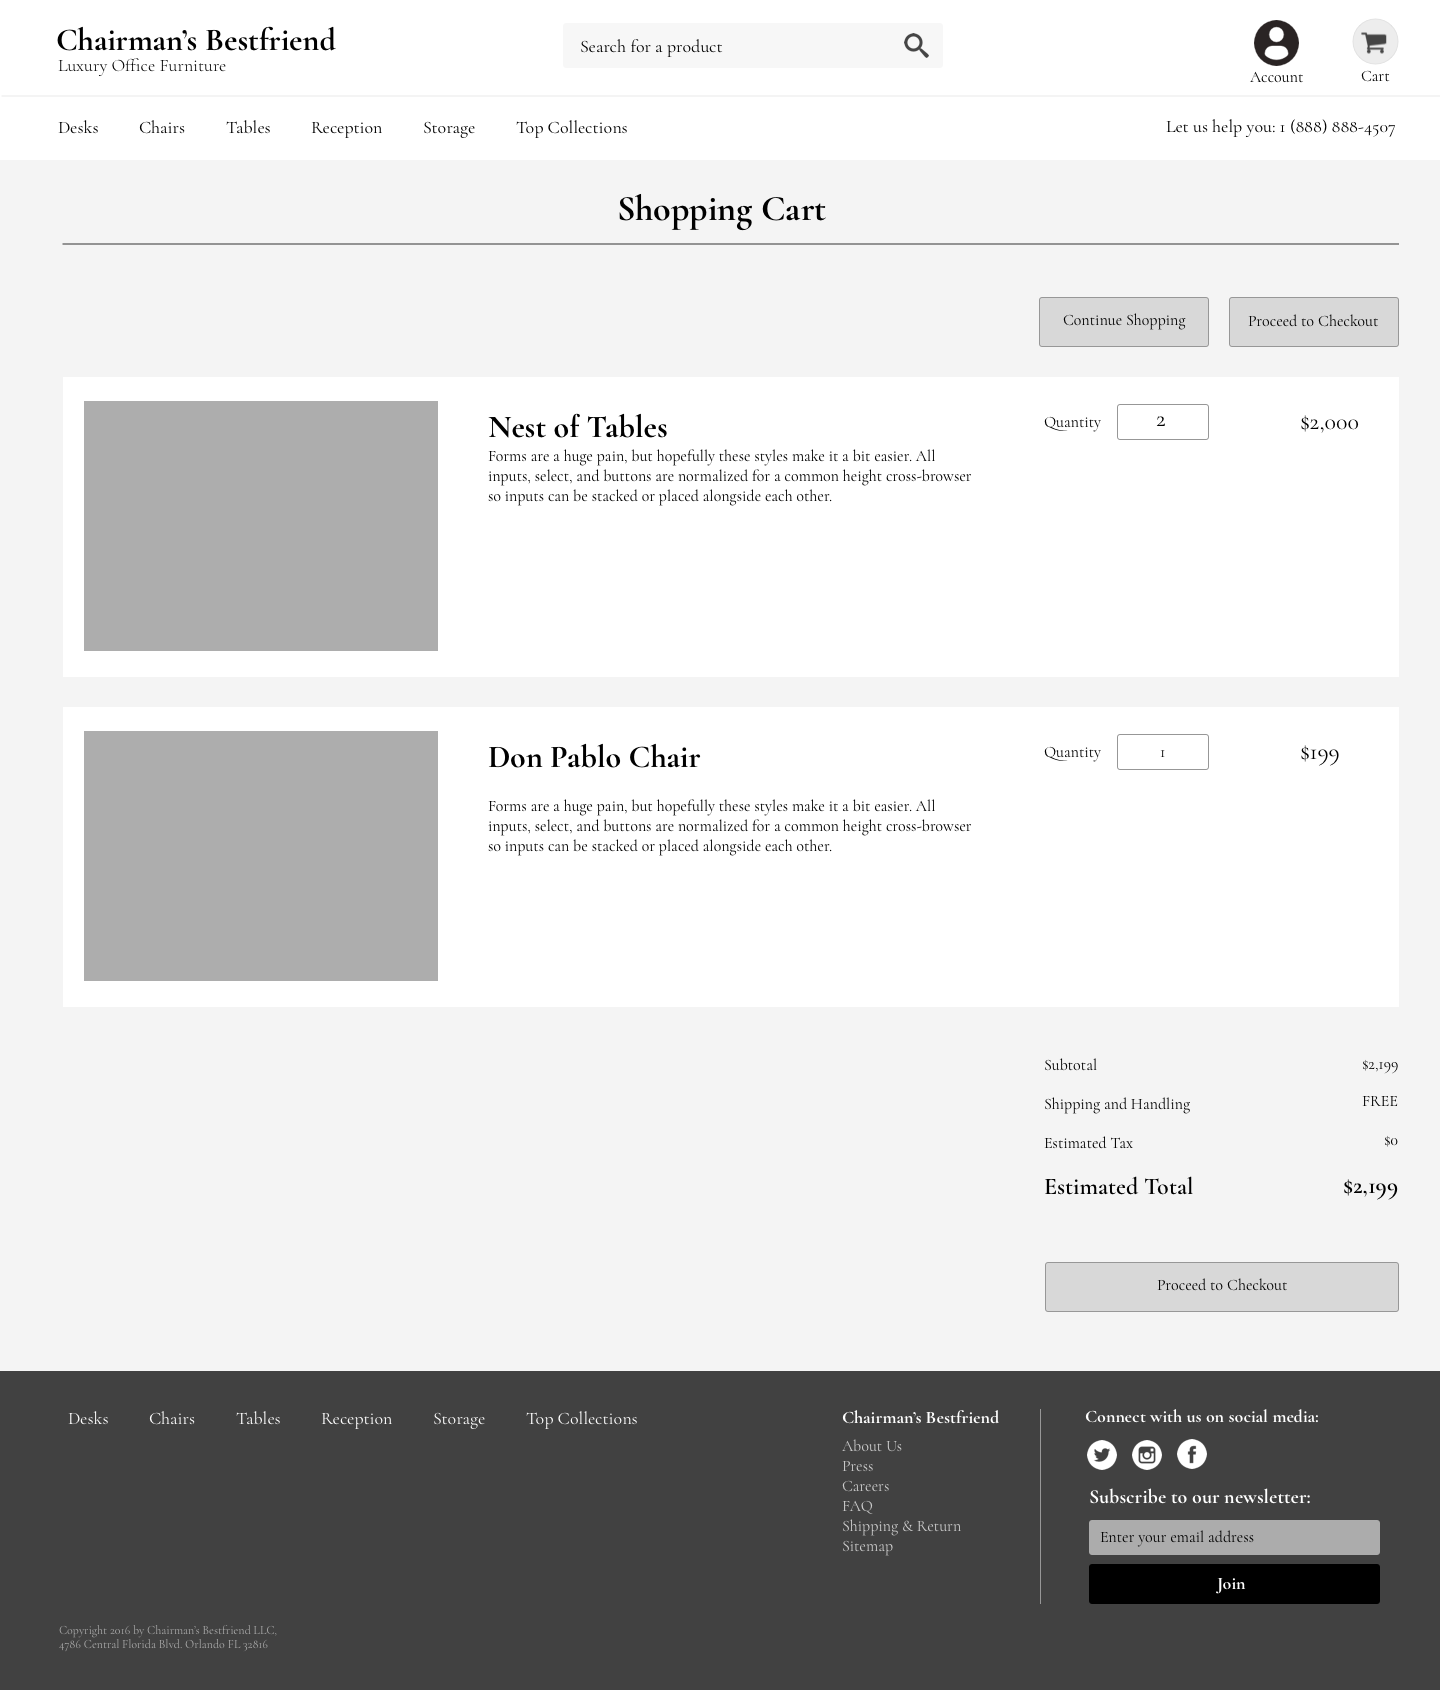 Chairman's Bestfriend
Luxury Office Furniture
Search for a product
Account
Cart
Desks Chairs Tables Reception Storage Top Collections
Let us help you: 1 (888) 888-4507
Shopping Cart
Continue Shopping
Proceed to Checkout
Nest of Tables
Quantity 2 $2,000
Forms are a huge pain, but hopefully these styles make it a bit easier. All
inputs, select, and buttons are normalized for a common height cross-browser
so inputs can be stacked or placed alongside each other.
Don Pablo Chair
Quantity 1 $199
Forms are a huge pain, but hopefully these styles make it a bit easier. All
inputs, select, and buttons are normalized for a common height cross-browser
so inputs can be stacked or placed alongside each other.
Subtotal $2,199
Shipping and Handling FREE
Estimated Tax $0
Estimated Total $2,199
Proceed to Checkout
Desks Chairs Tables Reception Storage Top Collections
Chairman's Bestfriend
About Us
Press
Careers
FAQ
Shipping & Return
Sitemap
Connect with us on social media:
Subscribe to our newsletter:
Enter your email address
Join
Copyright 2016 by Chairman's Bestfriend LLC,
4786 Central Florida Blvd. Orlando FL 32816